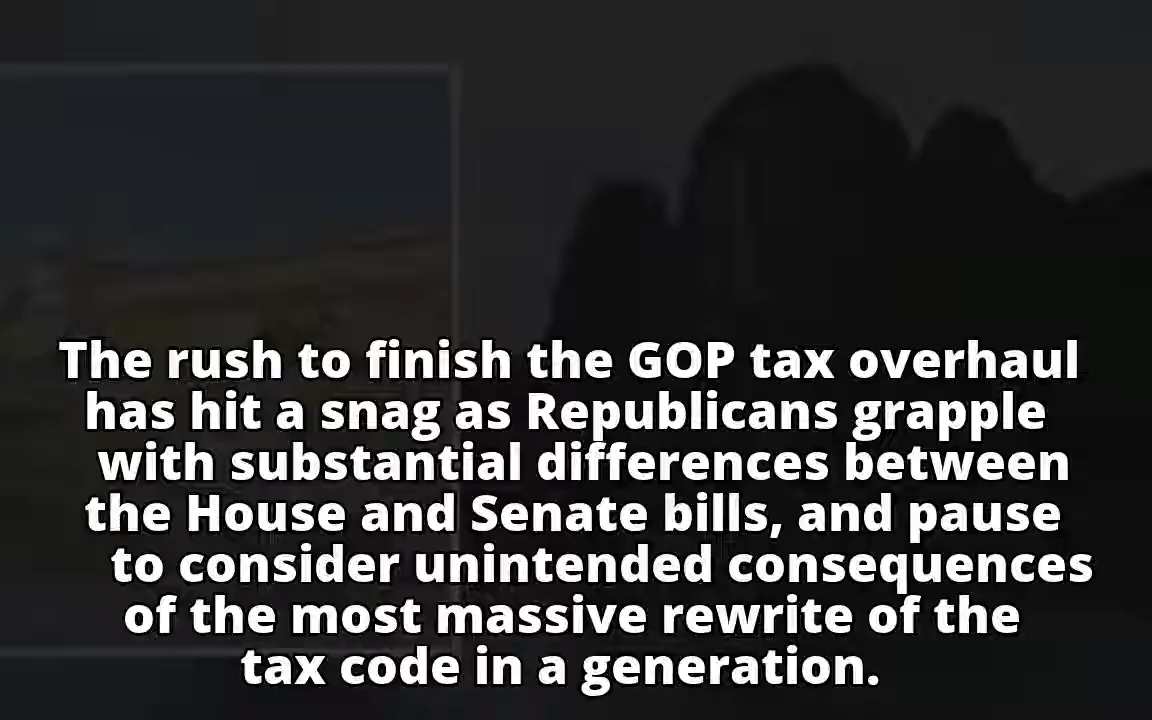 The rush to finish the GOP tax overhaul
has hit a snag as Republicans grapple
with substantial differences between
the House and Senate bills, and pause
to consider unintended consequences
of the most massive rewrite of the
tax code in a generation.